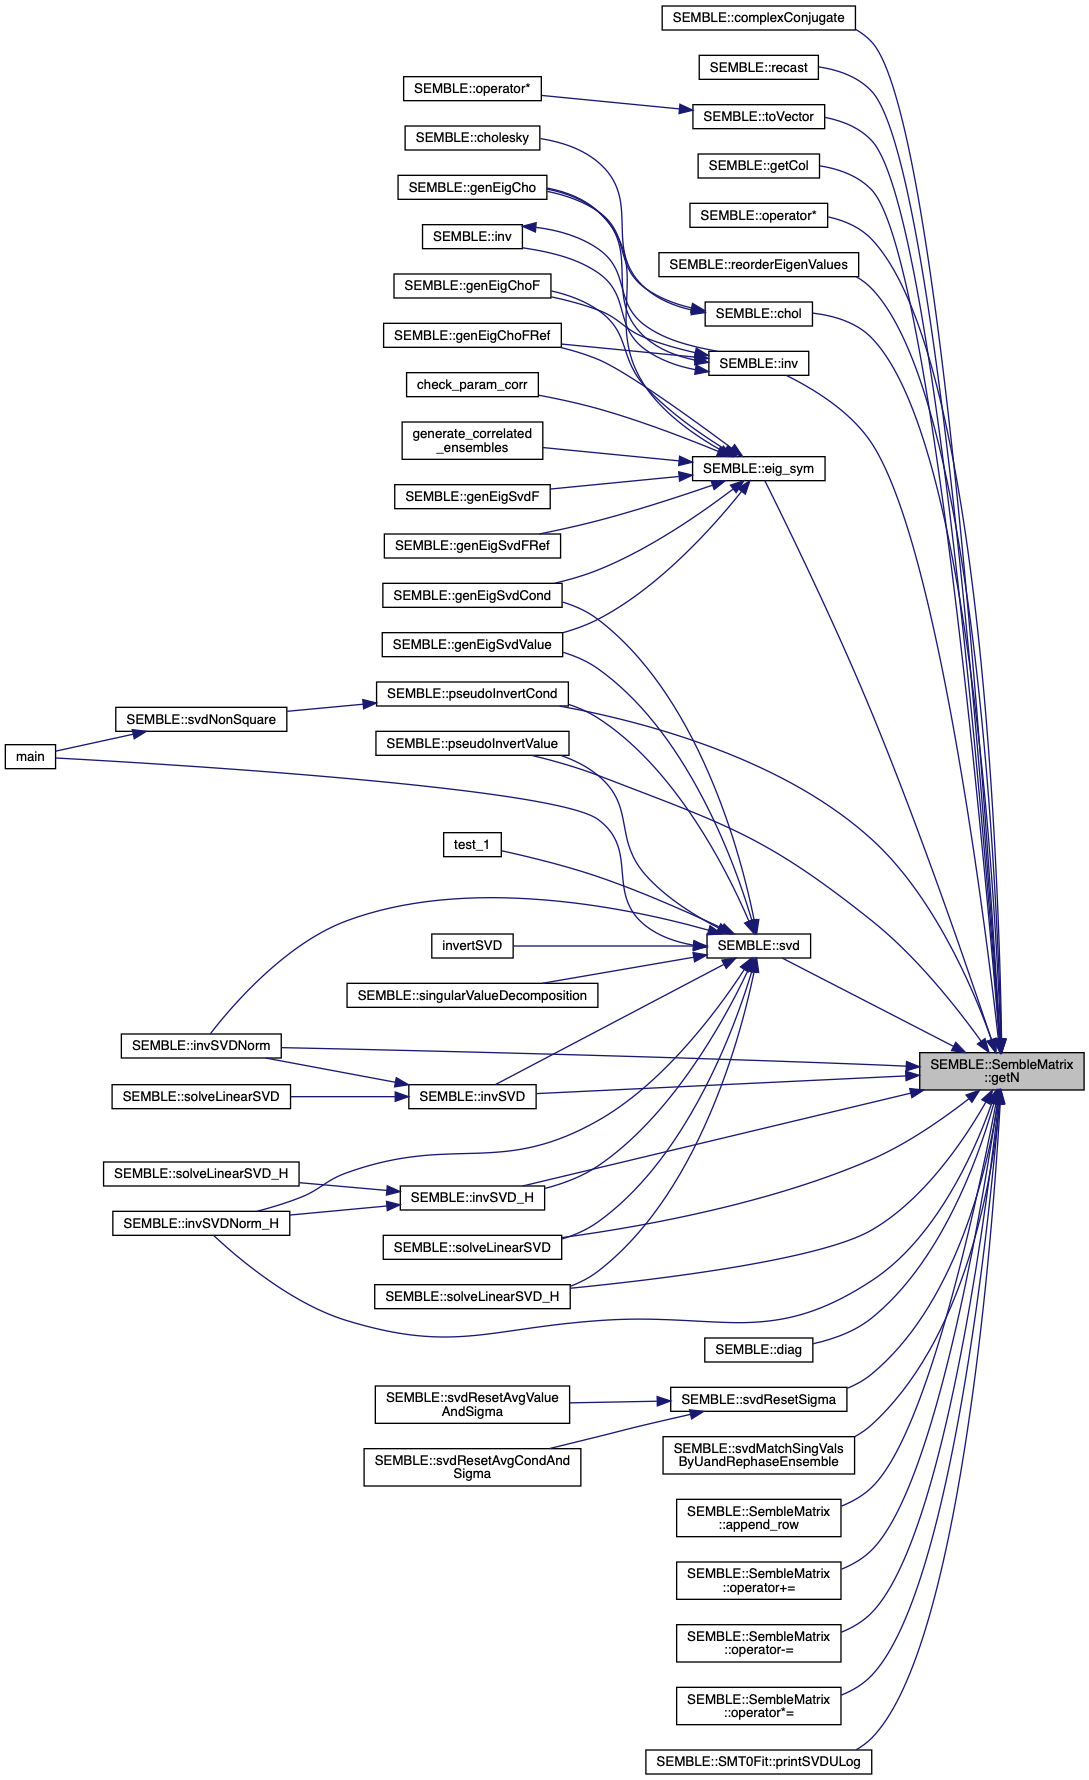 SEMBLE::complexConjugate
SEMBLE::recast
SEMBLE::operator*
SEMBLE::toVector
SEMBLE::cholesky
SEMBLE::getCol
SEMBLE::genEigCho
SEMBLE::operator*
SEMBLE::inv
SEMBLE::reorderEigenValues
SEMBLE::genEigChoF
SEMBLE::chol
SEMBLE::genEigChoFRef
SEMBLE::inv
check_param_corr
generate_correlated
_ensembles
SEMBLE::eig_sym
SEMBLE::genEigSvdF
SEMBLE::genEigSvdFRef
SEMBLE::genEigSvdCond
SEMBLE::genEigSvdValue
SEMBLE::pseudoInvertCond
SEMBLE::svdNonSquare
SEMBLE::pseudoInvertValue
main
test_1
invertSVD
SEMBLE::svd
SEMBLE::singularValueDecomposition
SEMBLE::invSVDNorm
SEMBLE::SembleMatrix
::getN
SEMBLE::solveLinearSVD
SEMBLE::invSVD
SEMBLE::solveLinearSVD_H
SEMBLE::invSVD_H
SEMBLE::invSVDNorm_H
SEMBLE::solveLinearSVD
SEMBLE::solveLinearSVD_H
SEMBLE::diag
SEMBLE::svdResetAvgValue
AndSigma
SEMBLE::svdResetSigma
SEMBLE::svdMatchSingVals
ByUandRephaseEnsemble
SEMBLE::svdResetAvgCondAnd
Sigma
SEMBLE::SembleMatrix
::append_row
SEMBLE::SembleMatrix
::operator+=
SEMBLE::SembleMatrix
::operator-=
SEMBLE::SembleMatrix
::operator*=
SEMBLE::SMT0Fit::printSVDULog